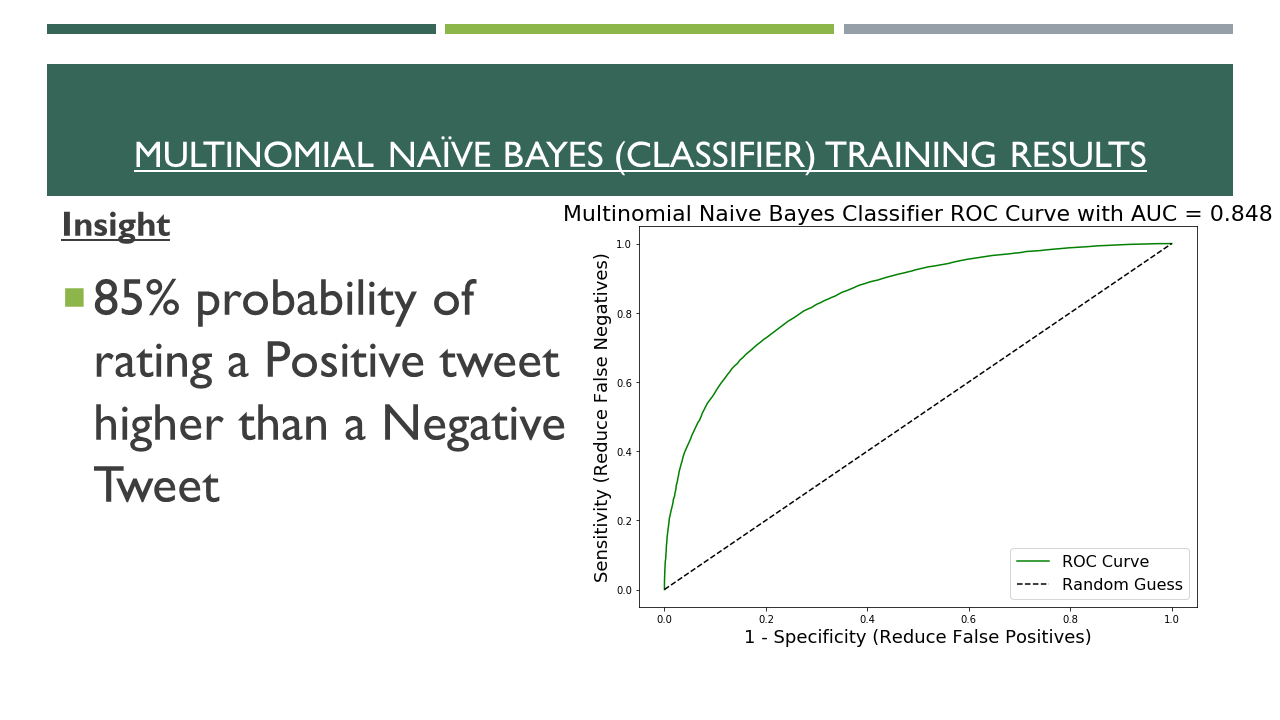 MULTINOMIAL NAÏVE BAYES (CLASSIFIER) TRAINING RESULTS
Insight
85% probability of
rating a Positive tweet
higher than a Negative
Tweet
Multinomial Naive Bayes Classifier ROC Curve with AUC = 0.848
Sensitivity (Reduce False Negatives)
1.0
0.8
0.6
0.4
0.2
0.0
ROC Curve
Random Guess
0.0 0.2 0.4 0.6 0.8 1.0
1 - Specificity (Reduce False Positives)